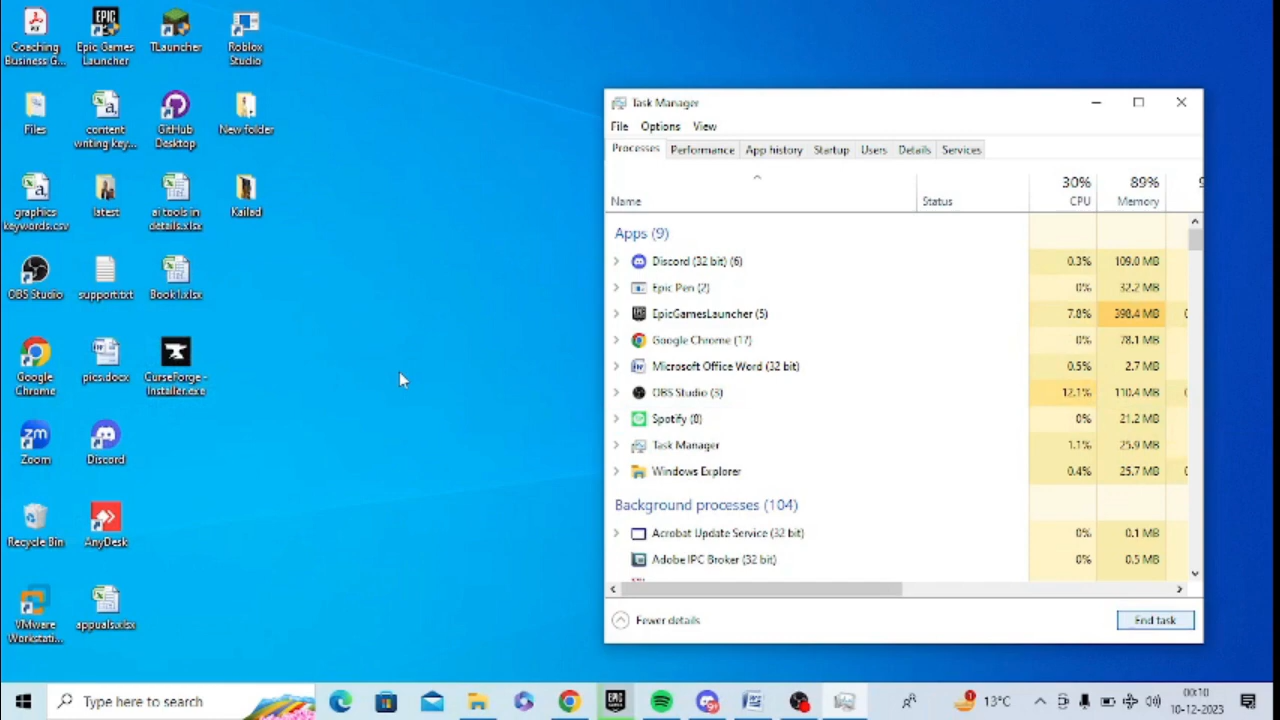 Coaching
Business G...
Epic Games
Launcher
TLauncher
Roblox
Studio
Files
content
writing key...
GitHub
Desktop
New folder
graphics
keywords.csv
latest
ai tools in
details.xlsx
Kailad
OBS Studio
support.txt
Book1.xlsx
Google
Chrome
pics.docx
CurseForge -
Installer.exe
Zoom
Discord
Recycle Bin
AnyDesk
VMware
Workstati...
appuals.xlsx
Task Manager
File Options View
Processes Performance App history Startup Users Details Services
30% 89%
Name Status CPU Memory
Apps (9)
Discord (32 bit) (6) 0.3% 109.0 MB
Epic Pen (2) 0% 32.2 MB
EpicGamesLauncher (5) 7.8% 398.4 MB
Google Chrome (17) 0% 78.1 MB
Microsoft Office Word (32 bit) 0.5% 2.7 MB
OBS Studio (3) 12.1% 110.4 MB
Spotify (8) 0% 21.2 MB
Task Manager 1.1% 25.9 MB
Windows Explorer 0.4% 25.7 MB
Background processes (104)
Acrobat Update Service (32 bit) 0% 0.1 MB
Adobe IPC Broker (32 bit) 0% 0.5 MB
Fewer details End task
Type here to search
13°C
00:10
10-12-2023